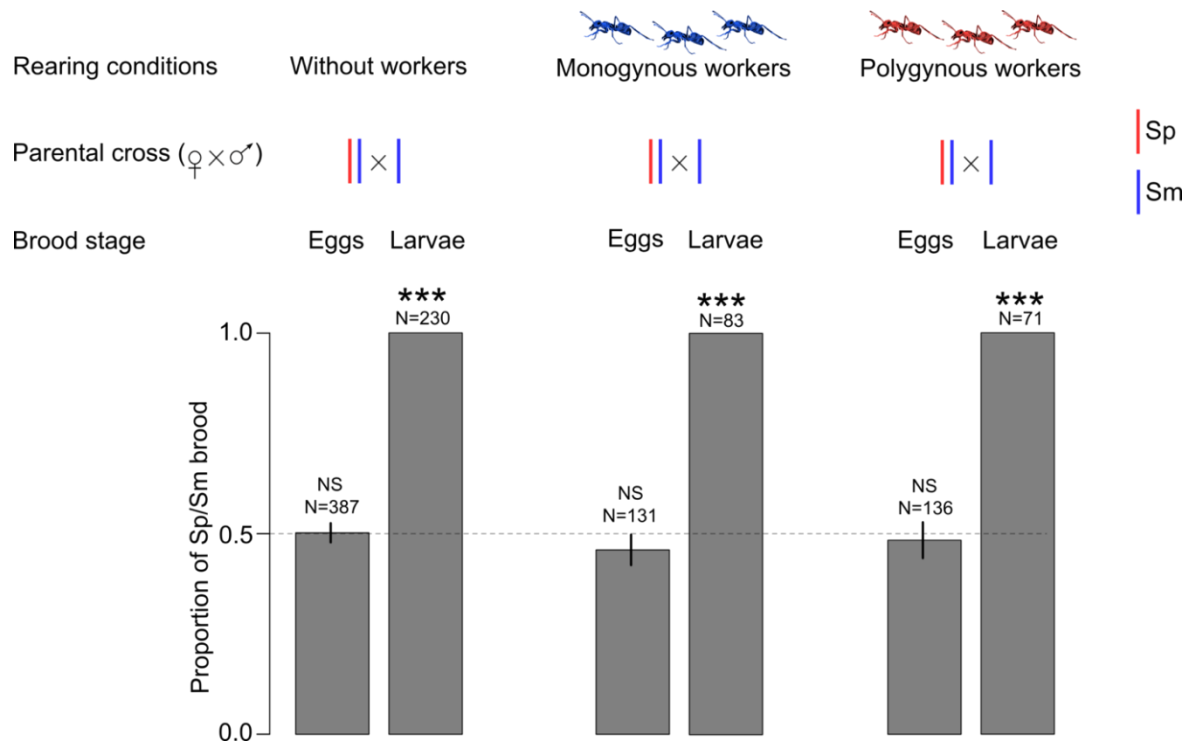 Rearing conditions Without workers Monogynous workers Polygynous workers
Parental cross (♀×♂) × × × Sp
Sm
Brood stage Eggs Larvae Eggs Larvae Eggs Larvae
*** *** ***
N=230 N=83 N=71
1.0
Proportion of Sp/Sm brood
NS NS NS
N=387 N=131 N=136
0.5
0.0